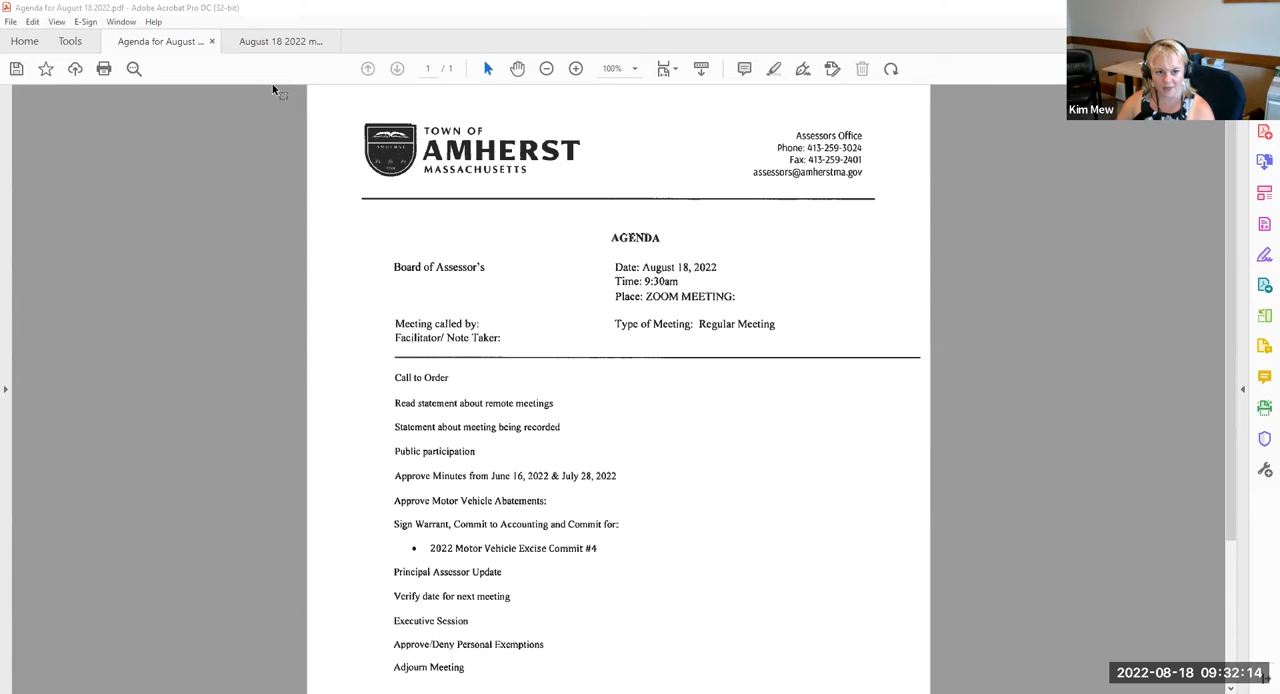 Agenda for August 18 2022.pdf - Adobe Acrobat Pro DC (32-bit)
File Edit View E-Sign Window Help
Home Tools Agenda for August ... × August 18 2022 m...
1 / 1 100%
Kim Mew
TOWN OF
AMHERST
MASSACHUSETTS
Assessors Office
Phone: 413-259-3024
Fax: 413-259-2401
assessors@amherstma.gov
AGENDA
Board of Assessor's
Date: August 18, 2022
Time: 9:30am
Place: ZOOM MEETING:
Meeting called by:
Facilitator/ Note Taker:
Type of Meeting: Regular Meeting
Call to Order
Read statement about remote meetings
Statement about meeting being recorded
Public participation
Approve Minutes from June 16, 2022 & July 28, 2022
Approve Motor Vehicle Abatements:
Sign Warrant, Commit to Accounting and Commit for:
• 2022 Motor Vehicle Excise Commit #4
Principal Assessor Update
Verify date for next meeting
Executive Session
Approve/Deny Personal Exemptions
Adjourn Meeting
2022-08-18 09:32:14